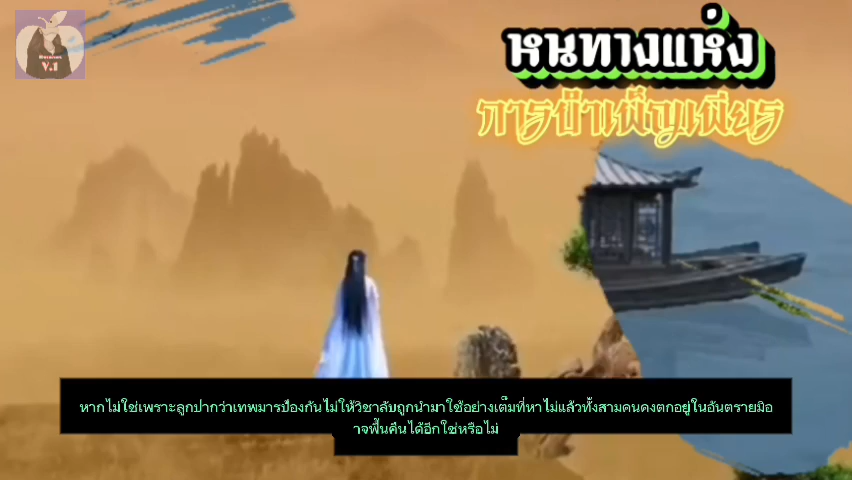 V.1
หนทางแห่ง
การบำเพ็ญเพียร
หากไม่ใช่เพราะลูกปากว่าเทพมารป้องกันไม่ให้วิชาลับถูกนำมาใช้อย่างเต็มที่หาไม่แล้วทั้งสามคนคงตกอยู่ในอันตรายมิอ
าจฟื้นคืนได้อีกใช่หรือไม่